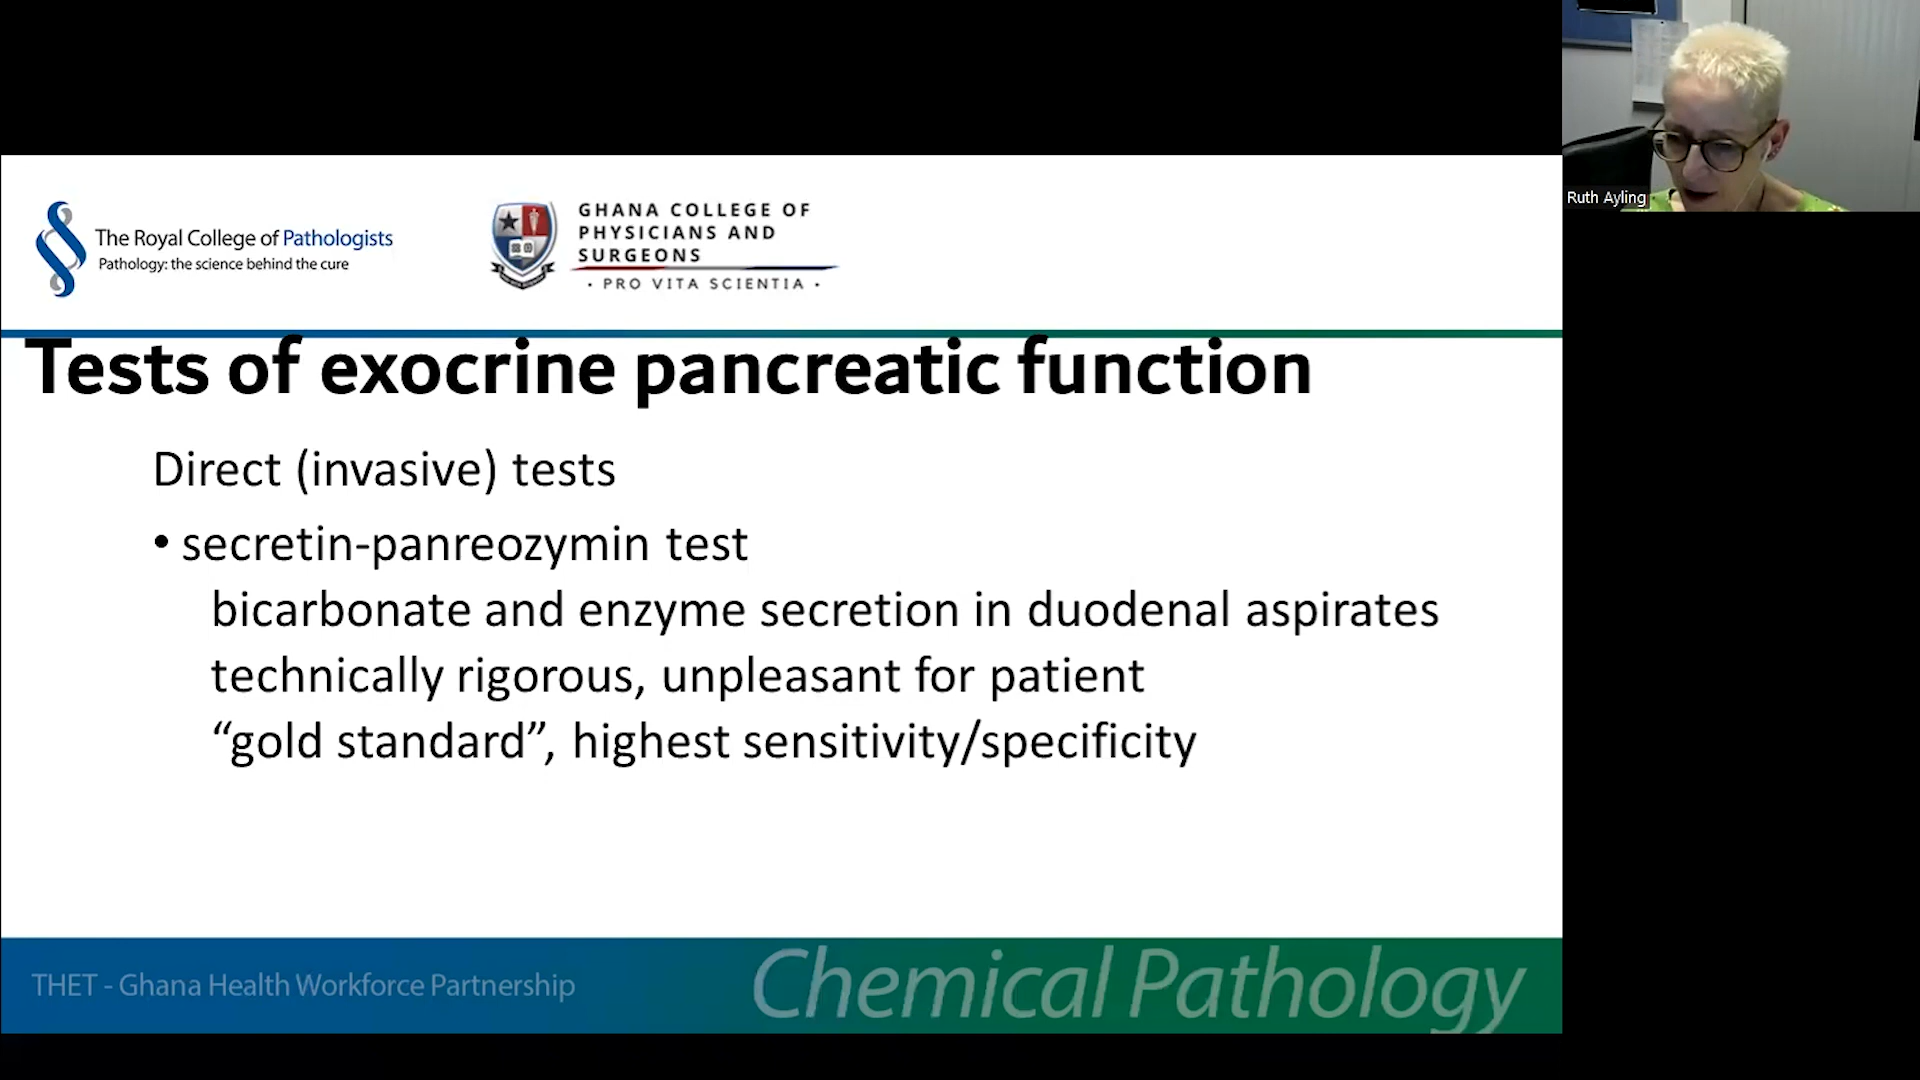 Ruth Ayling
The Royal College of Pathologists
Pathology: the science behind the cure
GHANA COLLEGE OF
PHYSICIANS AND
SURGEONS
· PRO VITA SCIENTIA ·
Tests of exocrine pancreatic function
Direct (invasive) tests
• secretin-panreozymin test
bicarbonate and enzyme secretion in duodenal aspirates
technically rigorous, unpleasant for patient
“gold standard”, highest sensitivity/specificity
THET - Ghana Health Workforce Partnership
Chemical Pathology